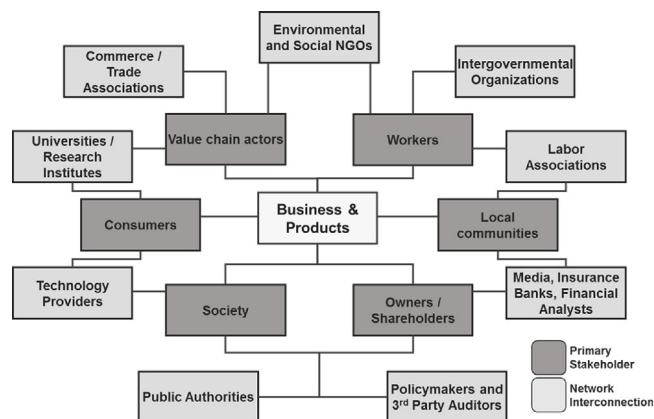 Environmental
and Social NGOs
Commerce /
Trade
Associations
Intergovernmental
Organizations
Value chain actors
Workers
Universities /
Research
Institutes
Labor
Associations
Consumers
Business &
Products
Local
communities
Technology
Providers
Society
Owners /
Shareholders
Media, Insurance
Banks, Financial
Analysts
Public Authorities
Policymakers and
3rd Party Auditors
Primary
Stakeholder
Network
Interconnection